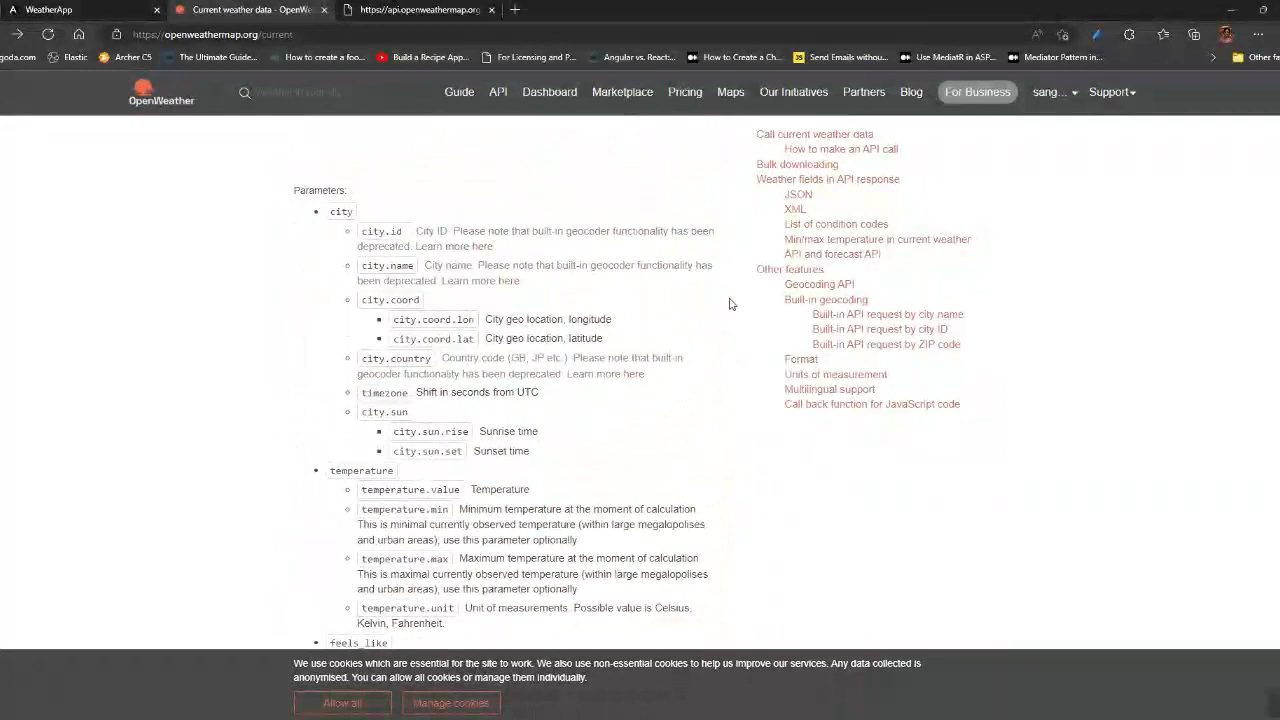 WeatherApp
Current weather data - OpenWe
https://api.openweathermap.org
https://openweathermap.org/current
goda.com
Elastic
Archer C5
The Ultimate Guide...
How to create a foo...
Build a Recipe App...
For Licensing and P...
Angular vs. React:...
How to Create a Ch...
Send Emails withou...
Use MediatR in ASP...
Mediator Pattern in...
Other fa
OpenWeather
Weather in your city
Guide
API
Dashboard
Marketplace
Pricing
Maps
Our Initiatives
Partners
Blog
For Business
sang...
Support
Parameters:
city
city.id City ID. Please note that built-in geocoder functionality has been
deprecated. Learn more here
city.name City name. Please note that built-in geocoder functionality has
been deprecated. Learn more here
city.coord
city.coord.lon City geo location, longitude
city.coord.lat City geo location, latitude
city.country Country code (GB, JP etc.). Please note that built-in
geocoder functionality has been deprecated. Learn more here
timezone Shift in seconds from UTC
city.sun
city.sun.rise Sunrise time
city.sun.set Sunset time
temperature
temperature.value Temperature
temperature.min Minimum temperature at the moment of calculation
This is minimal currently observed temperature (within large megalopolises
and urban areas), use this parameter optionally
temperature.max Maximum temperature at the moment of calculation
This is maximal currently observed temperature (within large megalopolises
and urban areas), use this parameter optionally
temperature.unit Unit of measurements. Possible value is Celsius,
Kelvin, Fahrenheit.
feels_like
Call current weather data
How to make an API call
Bulk downloading
Weather fields in API response
JSON
XML
List of condition codes
Min/max temperature in current weather
API and forecast API
Other features
Geocoding API
Built-in geocoding
Built-in API request by city name
Built-in API request by city ID
Built-in API request by ZIP code
Format
Units of measurement
Multilingual support
Call back function for JavaScript code
We use cookies which are essential for the site to work. We also use non-essential cookies to help us improve our services. Any data collected is
anonymised. You can allow all cookies or manage them individually.
Allow all
Manage cookies